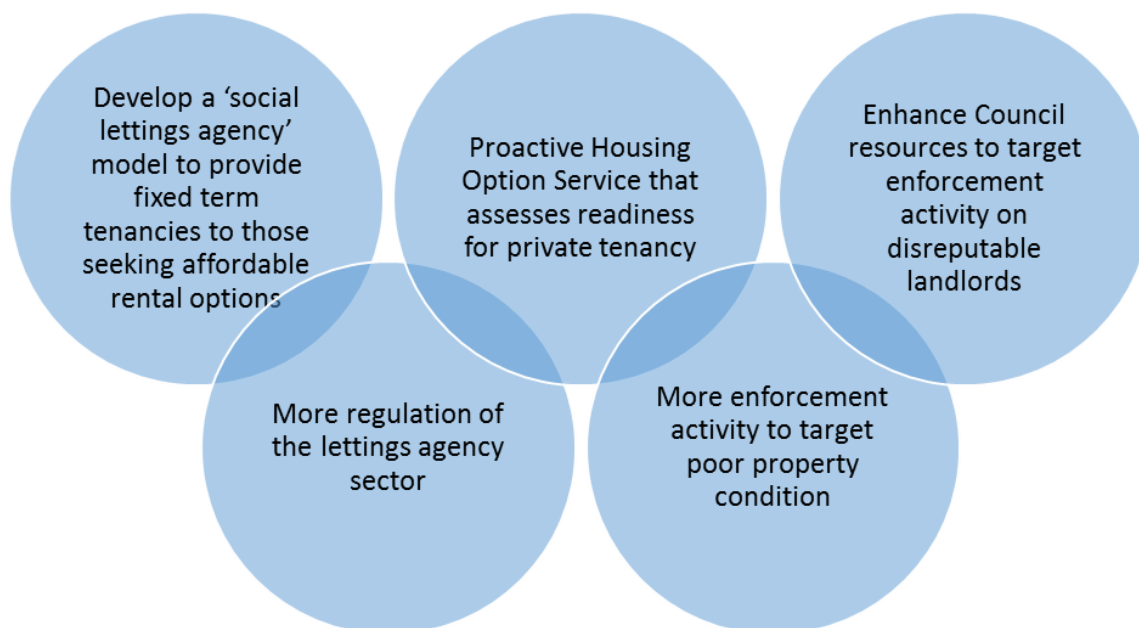 Develop a ‘social
lettings agency’
model to provide
fixed term
tenancies to those
seeking affordable
rental options
Proactive Housing
Option Service that
assesses readiness
for private tenancy
Enhance Council
resources to target
enforcement
activity on
disreputable
landlords
More regulation of
the lettings agency
sector
More enforcement
activity to target
poor property
condition